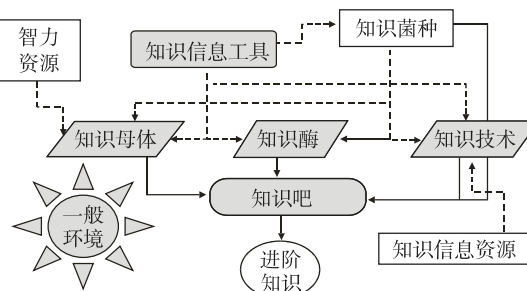 智力
资源
知识信息工具
知识菌种
知识母体
知识酶
知识技术
一般
环境
知识吧
知识信息资源
进阶
知识